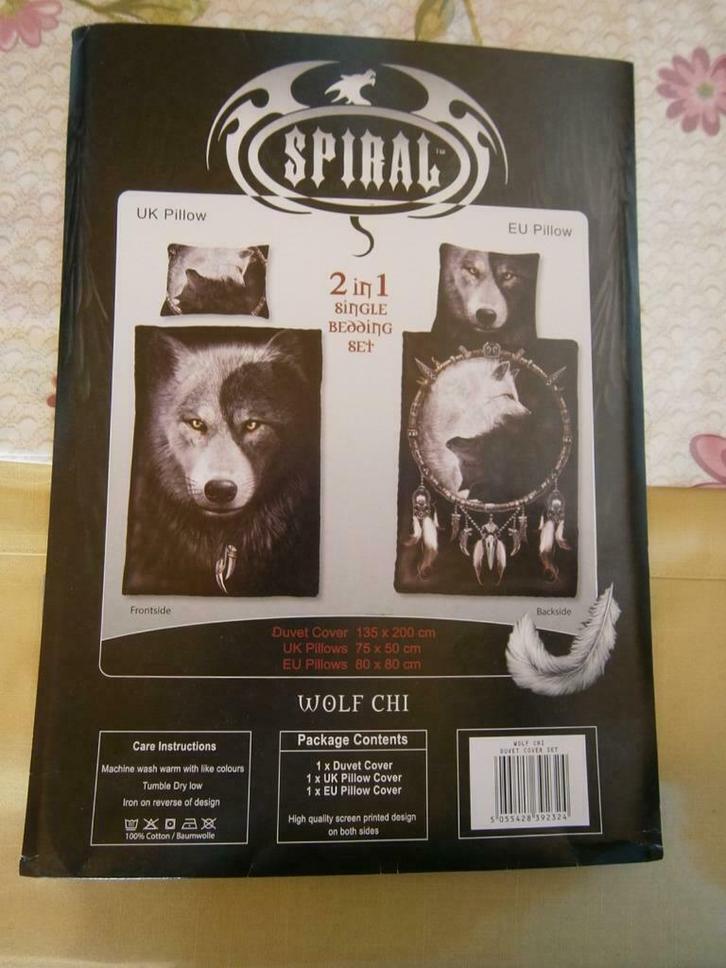 SPIRAL™
UK Pillow
EU Pillow
2 in 1
SINGLE
BEDDING
SET
Frontside
Backside
Duvet Cover 135 x 200 cm
UK Pillows 75 x 50 cm
EU Pillows 80 x 80 cm
WOLF CHI
Care Instructions
Machine wash warm with like colours
Tumble Dry low
Iron on reverse of design
100% Cotton / Baumwolle
Package Contents
1 x Duvet Cover
1 x UK Pillow Cover
1 x EU Pillow Cover
High quality screen printed design
on both sides
WOLF CHI
DUVET COVER SET
5 055428 392324